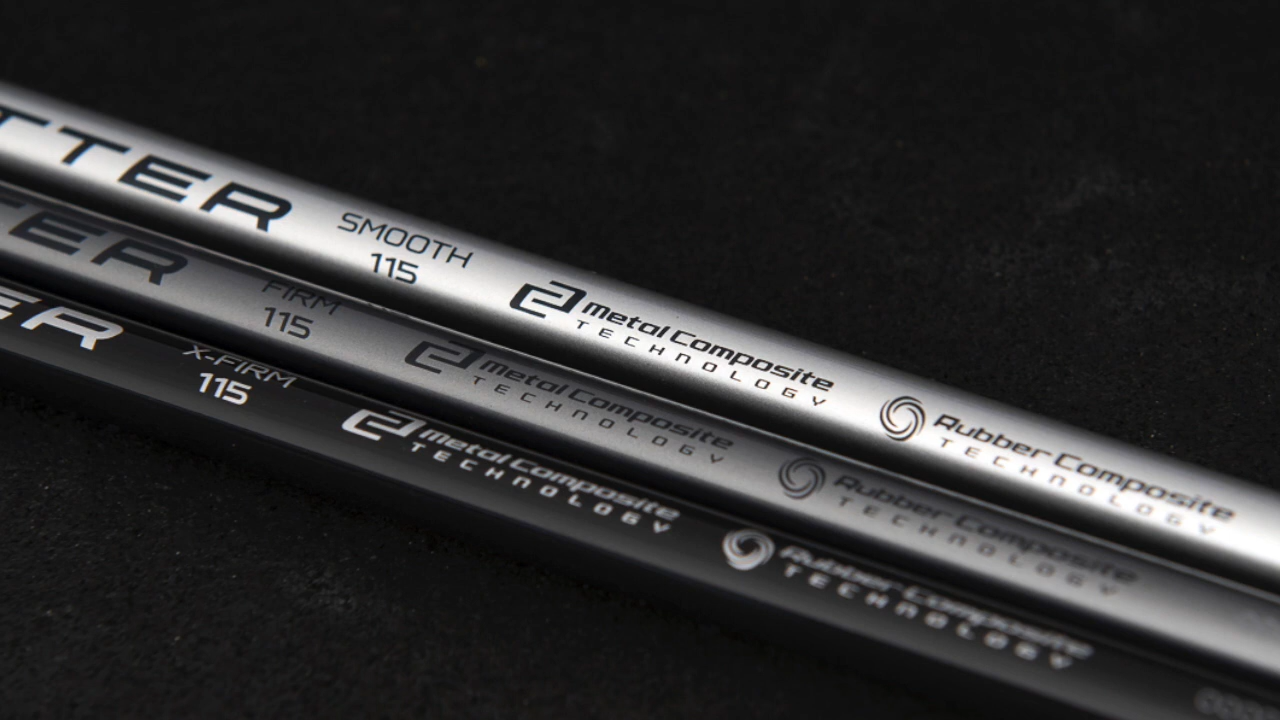 TTER
SMOOTH
115
Metal Composite
TECHNOLOGY
Rubber Composite
TECHNOLOGY
TER
FIRM
115
Metal Composite
TECHNOLOGY
Rubber Composite
TECHNOLOGY
ER
X-FIRM
115
Metal Composite
TECHNOLOGY
Rubber Composite
TECHNOLOGY